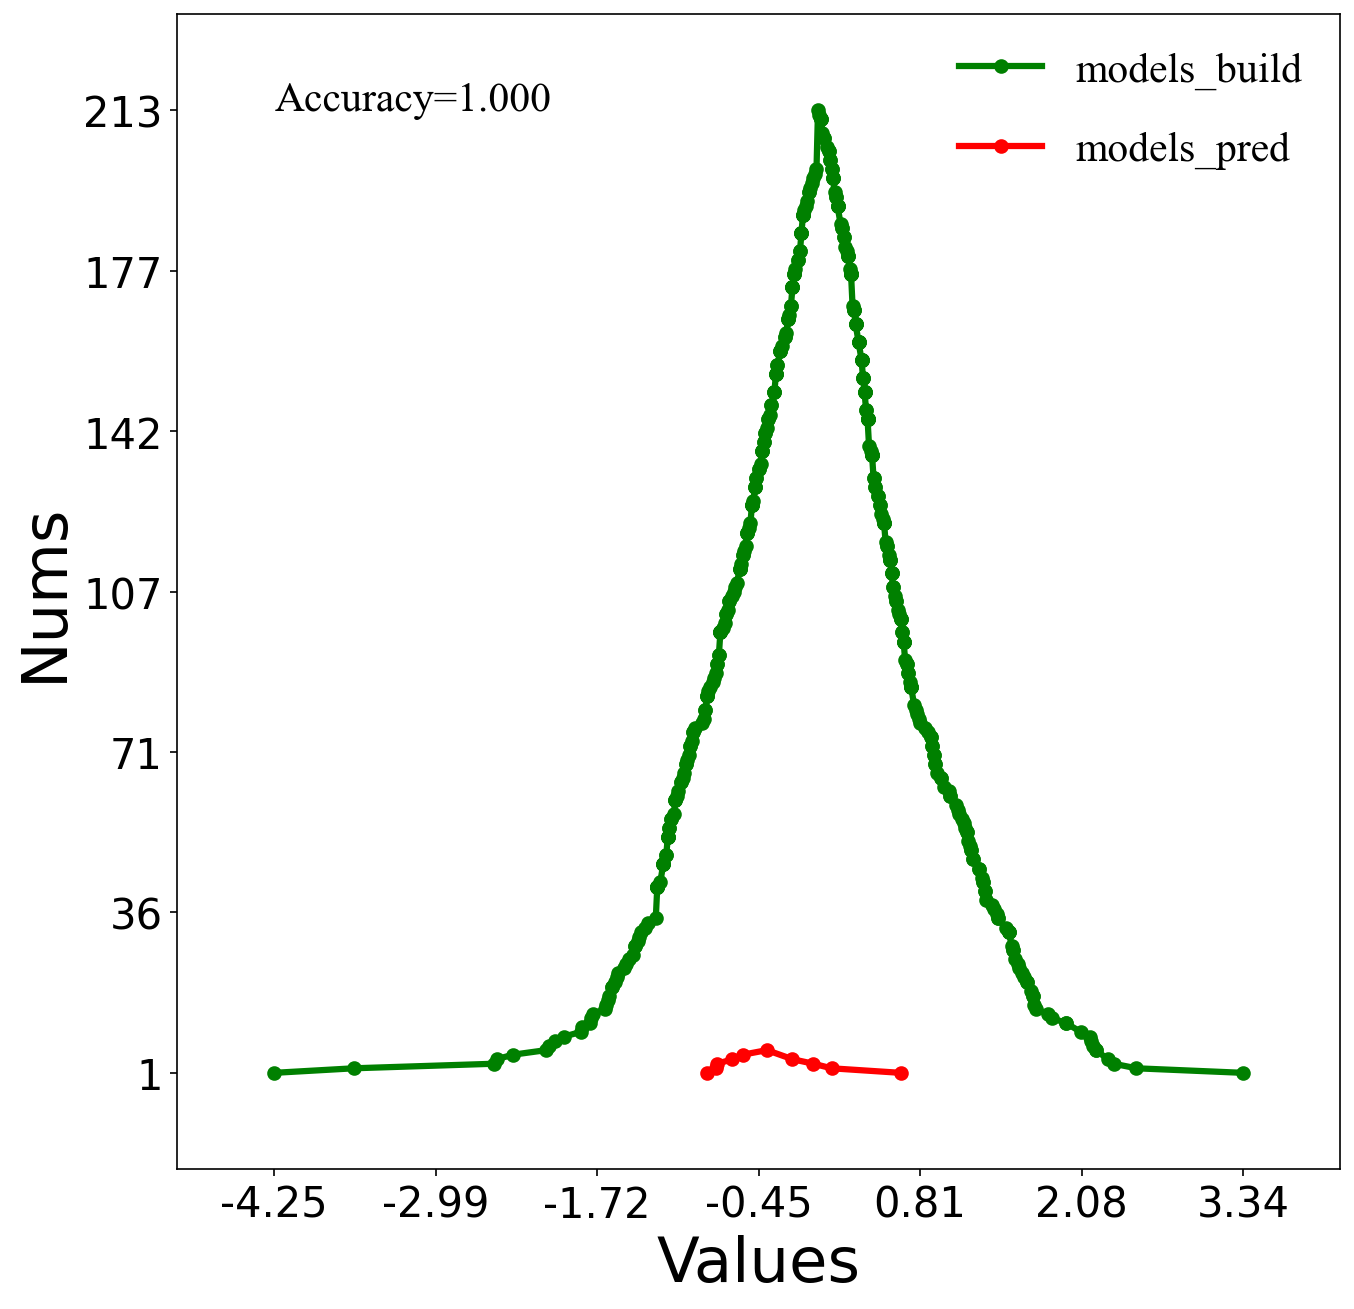 Accuracy=1.000
models_build
models_pred
213
177
142
107
71
36
1
Nums
-4.25 -2.99 -1.72 -0.45 0.81 2.08 3.34
Values